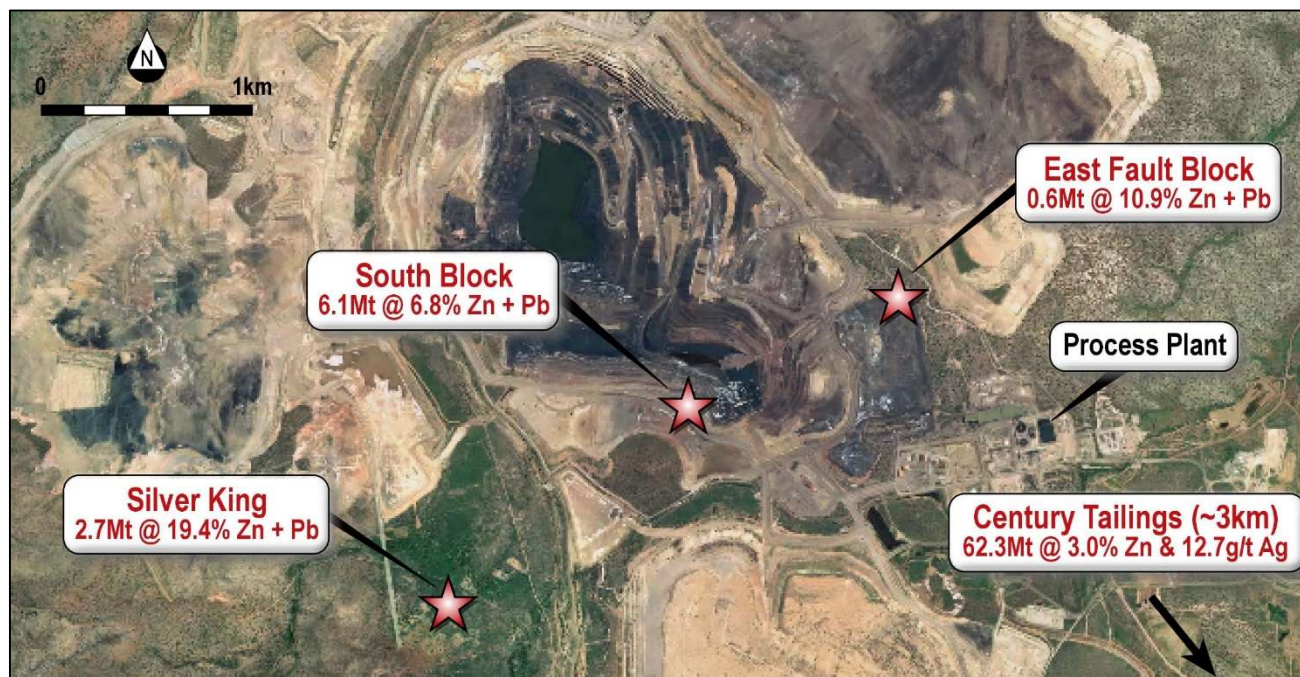 N
0 1km
East Fault Block
0.6Mt @ 10.9% Zn + Pb
South Block
6.1Mt @ 6.8% Zn + Pb
Process Plant
Silver King
2.7Mt @ 19.4% Zn + Pb
Century Tailings (~3km)
62.3Mt @ 3.0% Zn & 12.7g/t Ag